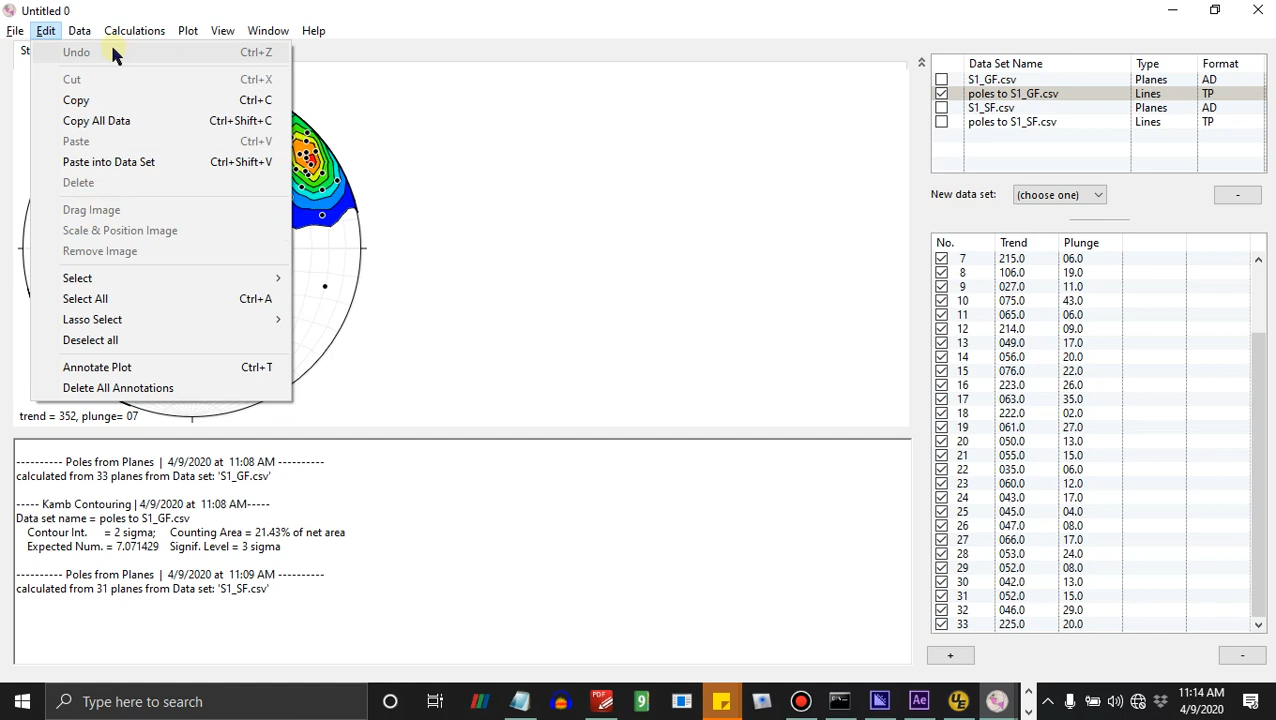 Untitled 0
File Edit Data Calculations Plot View Window Help
St
Undo Ctrl+Z
Cut Ctrl+X
Copy Ctrl+C
Copy All Data Ctrl+Shift+C
Paste Ctrl+V
Paste into Data Set Ctrl+Shift+V
Delete
Drag Image
Scale & Position Image
Remove Image
Select
Select All Ctrl+A
Lasso Select
Deselect all
Annotate Plot Ctrl+T
Delete All Annotations
trend = 352, plunge= 07
Data Set Name Type Format
S1_GF.csv Planes AD
poles to S1_GF.csv Lines TP
S1_SF.csv Planes AD
poles to S1_SF.csv Lines TP
New data set: (choose one) -
No. Trend Plunge
7 215.0 06.0
8 106.0 19.0
9 027.0 11.0
10 075.0 43.0
11 065.0 06.0
12 214.0 09.0
13 049.0 17.0
14 056.0 20.0
15 076.0 22.0
16 223.0 26.0
17 063.0 35.0
18 222.0 02.0
19 061.0 27.0
20 050.0 13.0
21 055.0 15.0
22 035.0 06.0
23 060.0 12.0
24 043.0 17.0
25 045.0 04.0
26 047.0 08.0
27 066.0 17.0
28 053.0 24.0
29 052.0 08.0
30 042.0 13.0
31 052.0 15.0
32 046.0 29.0
33 225.0 20.0
+ -
---------- Poles from Planes | 4/9/2020 at 11:08 AM ----------
calculated from 33 planes from Data set: 'S1_GF.csv'
----- Kamb Contouring | 4/9/2020 at 11:08 AM-----
Data set name = poles to S1_GF.csv
Contour Int. = 2 sigma; Counting Area = 21.43% of net area
Expected Num. = 7.071429 Signif. Level = 3 sigma
---------- Poles from Planes | 4/9/2020 at 11:09 AM ----------
calculated from 31 planes from Data set: 'S1_SF.csv'
Type here to search
PDF 9 Ae
11:14 AM
4/9/2020